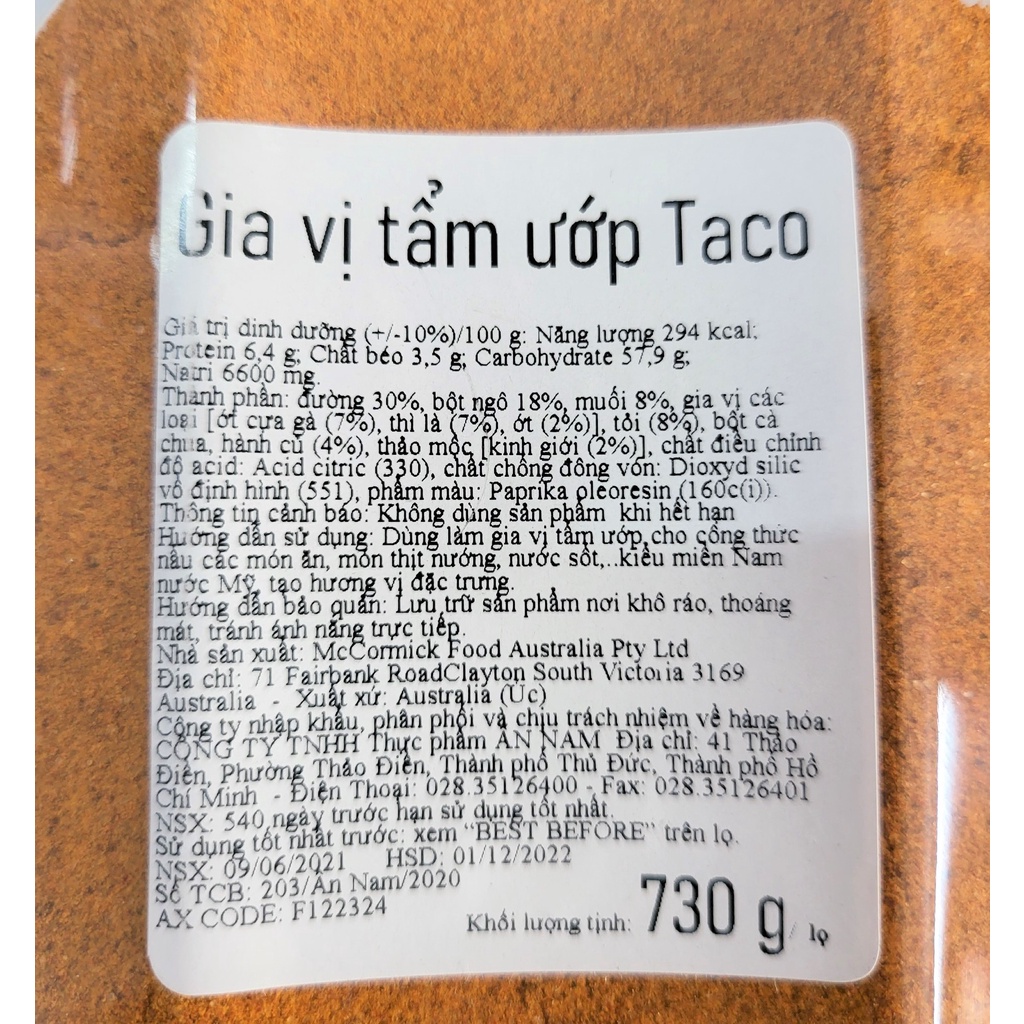 Gia vị tẩm ướp Taco
Giá trị dinh dưỡng (+/-10%)/100 g: Năng lượng 294 kcal;
Protein 6,4 g; Chất béo 3,5 g; Carbohydrate 57,9 g;
Natri 6600 mg.
Thành phần: đường 30%, bột ngô 18%, muối 8%, gia vị các
loại [ớt cựa gà (7%), thì là (7%), ớt (2%)], tỏi (8%), bột cà
chua, hành củ (4%), thảo mộc [kinh giới (2%)], chất điều chỉnh
độ acid: Acid citric (330), chất chống đông vón: Dioxyd silic
vô định hình (551), phẩm màu: Paprika oleoresin (160c(i)).
Thông tin cảnh báo: Không dùng sản phẩm khi hết hạn
Hướng dẫn sử dụng: Dùng làm gia vị tẩm ướp cho công thức
nấu các món ăn, món thịt nướng, nước sốt,..kiểu miền Nam
nước Mỹ, tạo hương vị đặc trưng.
Hướng dẫn bảo quản: Lưu trữ sản phẩm nơi khô ráo, thoáng
mát, tránh ánh nắng trực tiếp.
Nhà sản xuất: McCormick Food Australia Pty Ltd
Địa chỉ: 71 Fairbank RoadClayton South Victoria 3169
Australia - Xuất xứ: Australia (Úc)
Công ty nhập khẩu, phân phối và chịu trách nhiệm về hàng hóa:
CÔNG TY TNHH Thực phẩm AN NAM Địa chỉ: 41 Thảo
Điền, Phường Thảo Điền, Thành phố Thủ Đức, Thành phố Hồ
Chí Minh - Điện Thoại: 028.35126400 - Fax: 028.35126401
NSX: 540 ngày trước hạn sử dụng tốt nhất.
Sử dụng tốt nhất trước: xem "BEST BEFORE" trên lọ.
NSX: 09/06/2021 HSD: 01/12/2022
Số TCB: 203/An Nam/2020
AX CODE: F122324
Khối lượng tịnh: 730 g / lọ